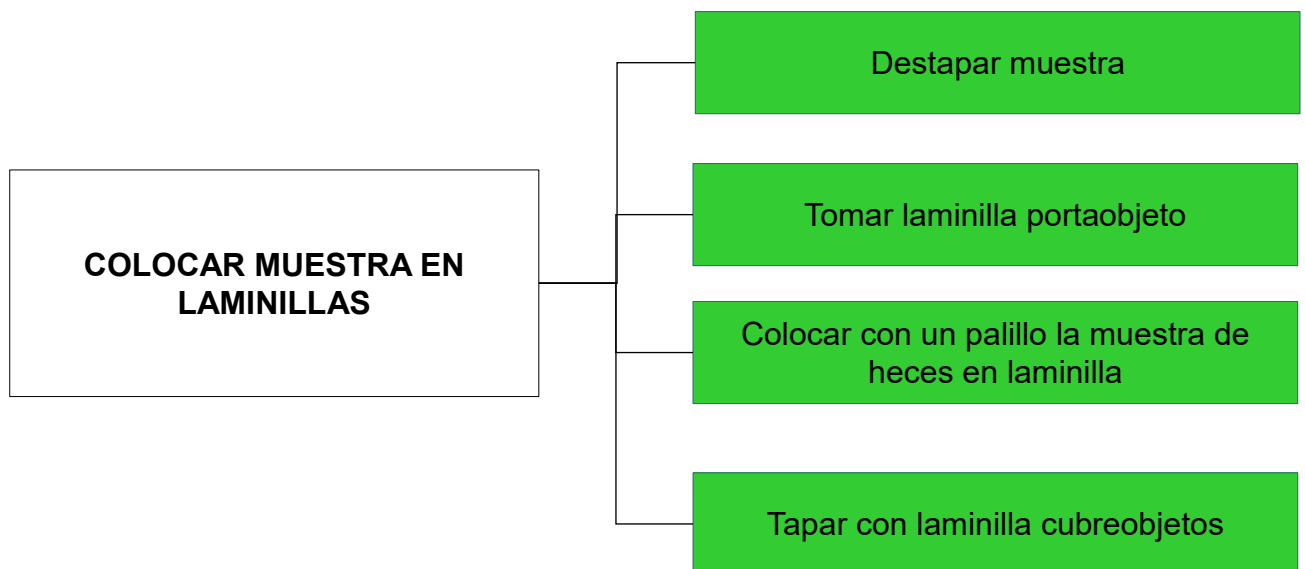 COLOCAR MUESTRA EN
LAMINILLAS
Destapar muestra
Tomar laminilla portaobjeto
Colocar con un palillo la muestra de
heces en laminilla
Tapar con laminilla cubreobjetos